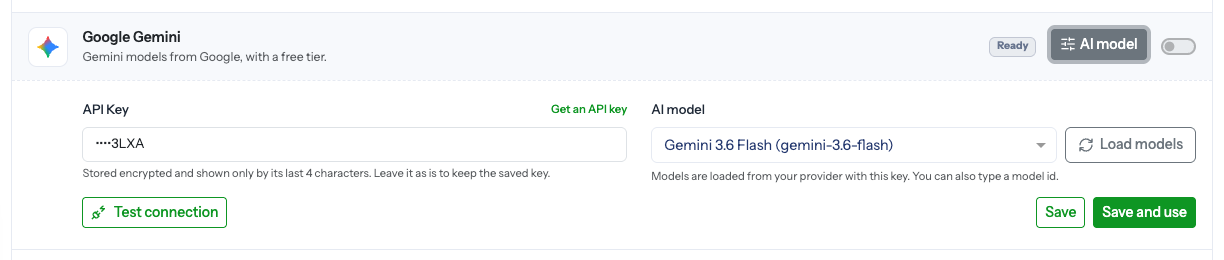 Google Gemini
Gemini models from Google, with a free tier.
Ready
AI model
API Key
Get an API key
AI model
••••3LXA
Gemini 3.6 Flash (gemini-3.6-flash)
Load models
Stored encrypted and shown only by its last 4 characters. Leave it as is to keep the saved key.
Models are loaded from your provider with this key. You can also type a model id.
Test connection
Save
Save and use